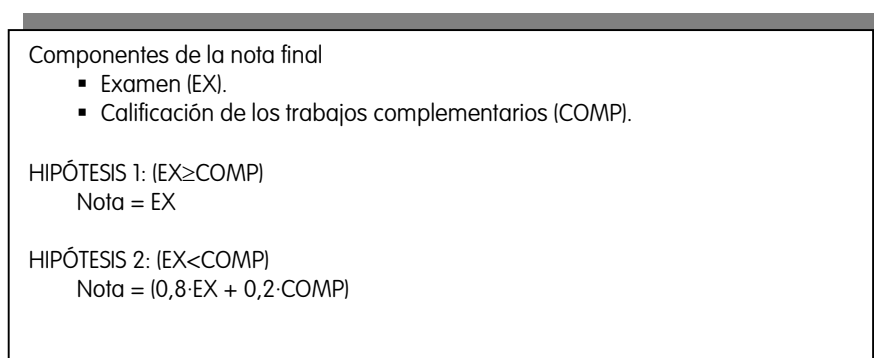 Componentes de la nota final
▪ Examen (EX).
▪ Calificación de los trabajos complementarios (COMP).
HIPÓTESIS 1: (EX≥COMP)
Nota = EX
HIPÓTESIS 2: (EX<COMP)
Nota = (0,8·EX + 0,2·COMP)